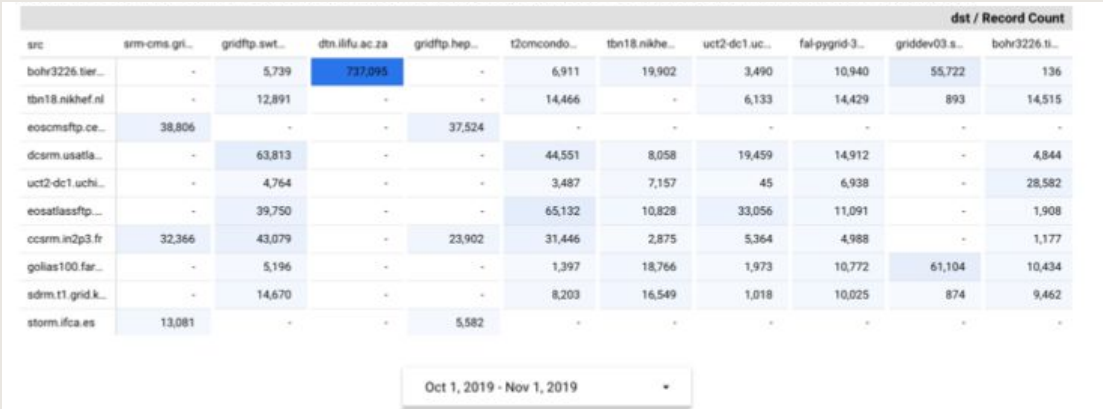 dst / Record Count
src srm-cms.gri... gridftp.swt... dtn.ilifu.ac.za gridftp.hep... t2cmcondo... tbn18.nikhe... uct2-dc1.uc... fal-pygrid-3... griddev03.s... bohr3226.ti...
bohr3226.tier... - 5,739 737,095 - 6,911 19,902 3,490 10,940 55,722 136
tbn18.nikhef.nl - 12,891 - - 14,466 - 6,133 14,429 893 14,515
eoscmsftp.ce... 38,806 - - 37,524 - - - - - -
dcsrm.usatla... - 63,813 - - 44,551 8,058 19,459 14,912 - 4,844
uct2-dc1.uchi... - 4,764 - - 3,487 7,157 45 6,938 - 28,582
eosatlassftp.... - 39,750 - - 65,132 10,828 33,056 11,091 - 1,908
ccsrm.in2p3.fr 32,366 43,079 - 23,902 31,446 2,875 5,364 4,988 - 1,177
golias100.far... - 5,196 - - 1,397 18,766 1,973 10,772 61,104 10,434
sdrm.t1.grid.k... - 14,670 - - 8,203 16,549 1,018 10,025 874 9,462
storm.ifca.es 13,081 - - 5,582 - - - - - -
Oct 1, 2019 - Nov 1, 2019